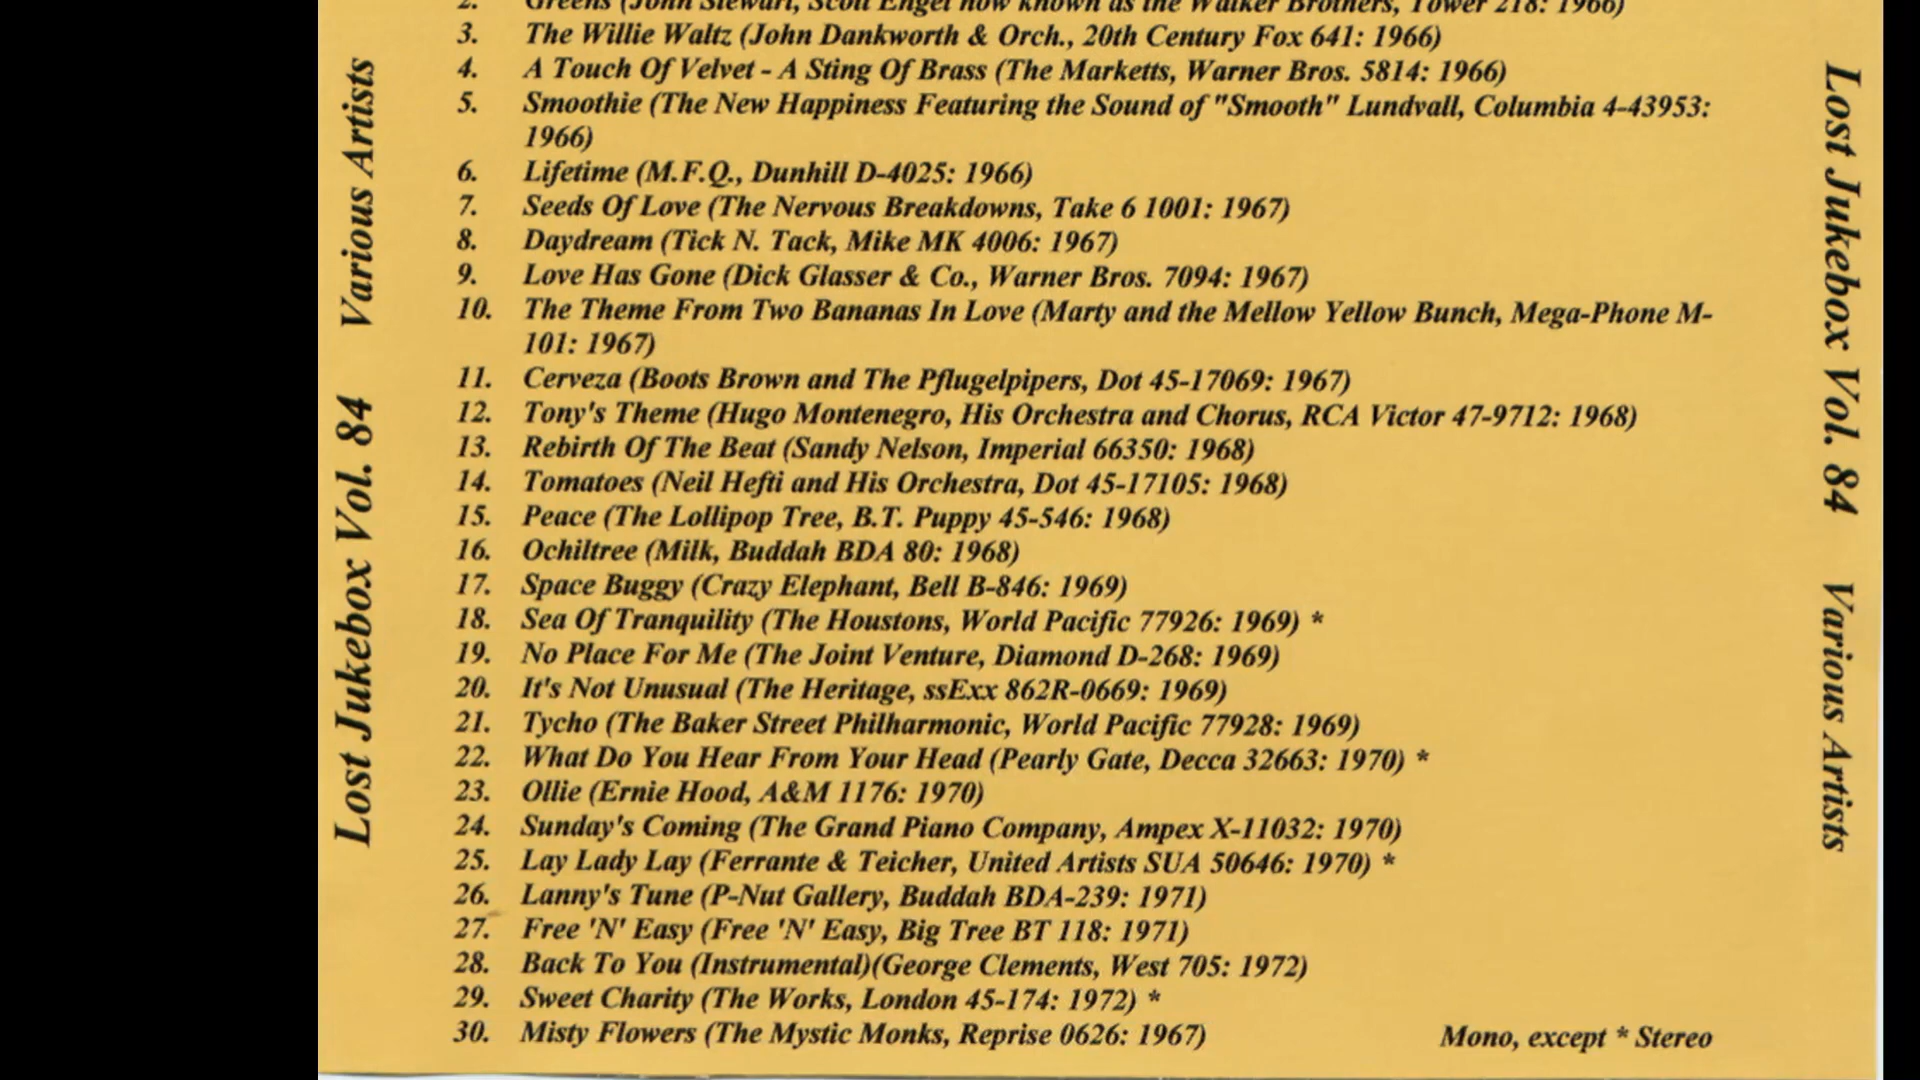 2. Greens (John Stewart, Scott Engel now known as the Walker Brothers, Tower 218: 1966)
3. The Willie Waltz (John Dankworth & Orch., 20th Century Fox 641: 1966)
4. A Touch Of Velvet - A Sting Of Brass (The Marketts, Warner Bros. 5814: 1966)
5. Smoothie (The New Happiness Featuring the Sound of "Smooth" Lundvall, Columbia 4-43953:
1966)
6. Lifetime (M.F.Q., Dunhill D-4025: 1966)
7. Seeds Of Love (The Nervous Breakdowns, Take 6 1001: 1967)
8. Daydream (Tick N. Tack, Mike MK 4006: 1967)
9. Love Has Gone (Dick Glasser & Co., Warner Bros. 7094: 1967)
10. The Theme From Two Bananas In Love (Marty and the Mellow Yellow Bunch, Mega-Phone M-
101: 1967)
11. Cerveza (Boots Brown and The Pflugelpipers, Dot 45-17069: 1967)
12. Tony's Theme (Hugo Montenegro, His Orchestra and Chorus, RCA Victor 47-9712: 1968)
13. Rebirth Of The Beat (Sandy Nelson, Imperial 66350: 1968)
14. Tomatoes (Neil Hefti and His Orchestra, Dot 45-17105: 1968)
15. Peace (The Lollipop Tree, B.T. Puppy 45-546: 1968)
16. Ochiltree (Milk, Buddah BDA 80: 1968)
17. Space Buggy (Crazy Elephant, Bell B-846: 1969)
18. Sea Of Tranquility (The Houstons, World Pacific 77926: 1969) *
19. No Place For Me (The Joint Venture, Diamond D-268: 1969)
20. It's Not Unusual (The Heritage, ssExx 862R-0669: 1969)
21. Tycho (The Baker Street Philharmonic, World Pacific 77928: 1969)
22. What Do You Hear From Your Head (Pearly Gate, Decca 32663: 1970) *
23. Ollie (Ernie Hood, A&M 1176: 1970)
24. Sunday's Coming (The Grand Piano Company, Ampex X-11032: 1970)
25. Lay Lady Lay (Ferrante & Teicher, United Artists SUA 50646: 1970) *
26. Lanny's Tune (P-Nut Gallery, Buddah BDA-239: 1971)
27. Free 'N' Easy (Free 'N' Easy, Big Tree BT 118: 1971)
28. Back To You (Instrumental)(George Clements, West 705: 1972)
29. Sweet Charity (The Works, London 45-174: 1972) *
30. Misty Flowers (The Mystic Monks, Reprise 0626: 1967) Mono, except * Stereo
Lost Jukebox Vol. 84 Various Artists
Lost Jukebox Vol. 84 Various Artists